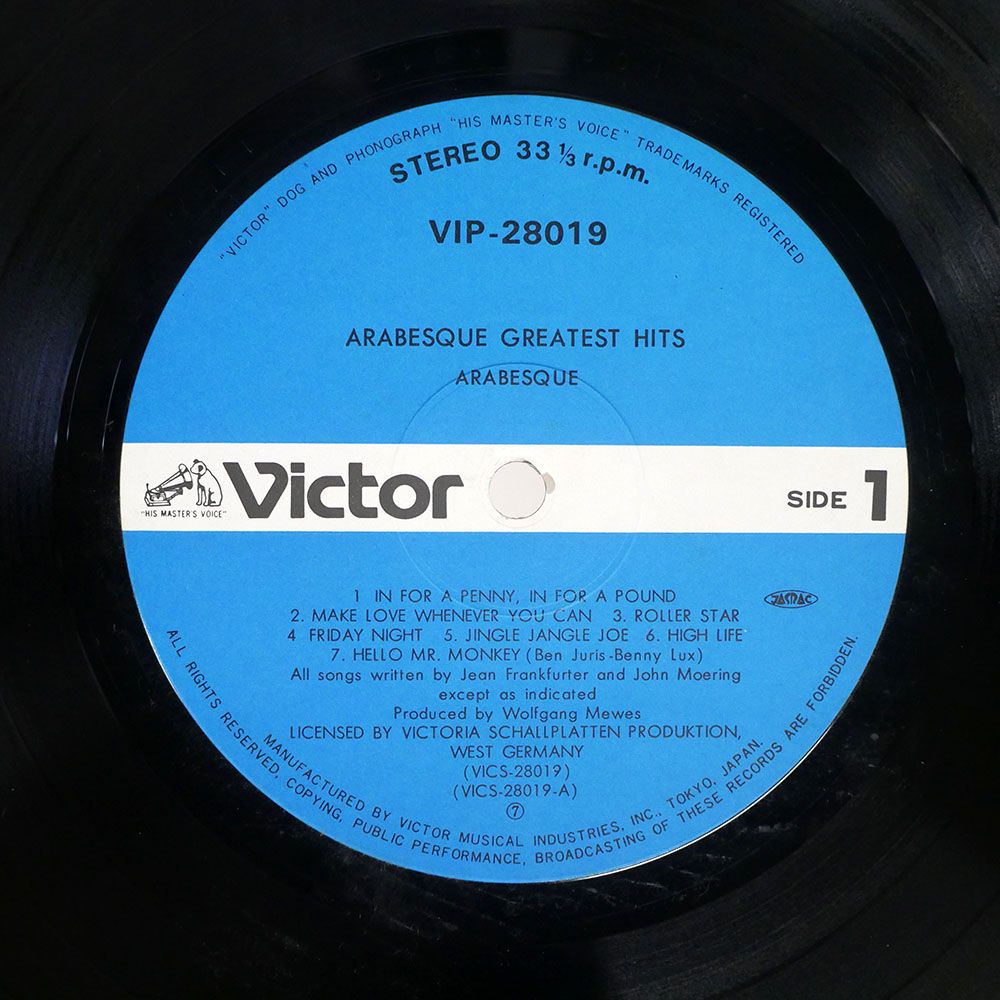 "VICTOR" DOG AND PHONOGRAPH "HIS MASTER'S VOICE" TRADEMARKS REGISTERED
STEREO 33 1/3 r.p.m.
VIP-28019
ARABESQUE GREATEST HITS
ARABESQUE
"HIS MASTER'S VOICE"
Victor
SIDE 1
1 IN FOR A PENNY, IN FOR A POUND
JASRAC
2. MAKE LOVE WHENEVER YOU CAN 3. ROLLER STAR
4 FRIDAY NIGHT 5. JINGLE JANGLE JOE 6. HIGH LIFE
7. HELLO MR. MONKEY (Ben Juris-Benny Lux)
All songs written by Jean Frankfurter and John Moering
except as indicated
Produced by Wolfgang Mewes
LICENSED BY VICTORIA SCHALLPLATTEN PRODUKTION,
WEST GERMANY
(VICS-28019)
(VICS-28019-A)
⑦
MANUFACTURED BY VICTOR MUSICAL INDUSTRIES, INC., TOKYO, JAPAN.
ALL RIGHTS RESERVED, COPYING, PUBLIC PERFORMANCE, BROADCASTING OF THESE RECORDS ARE FORBIDDEN.